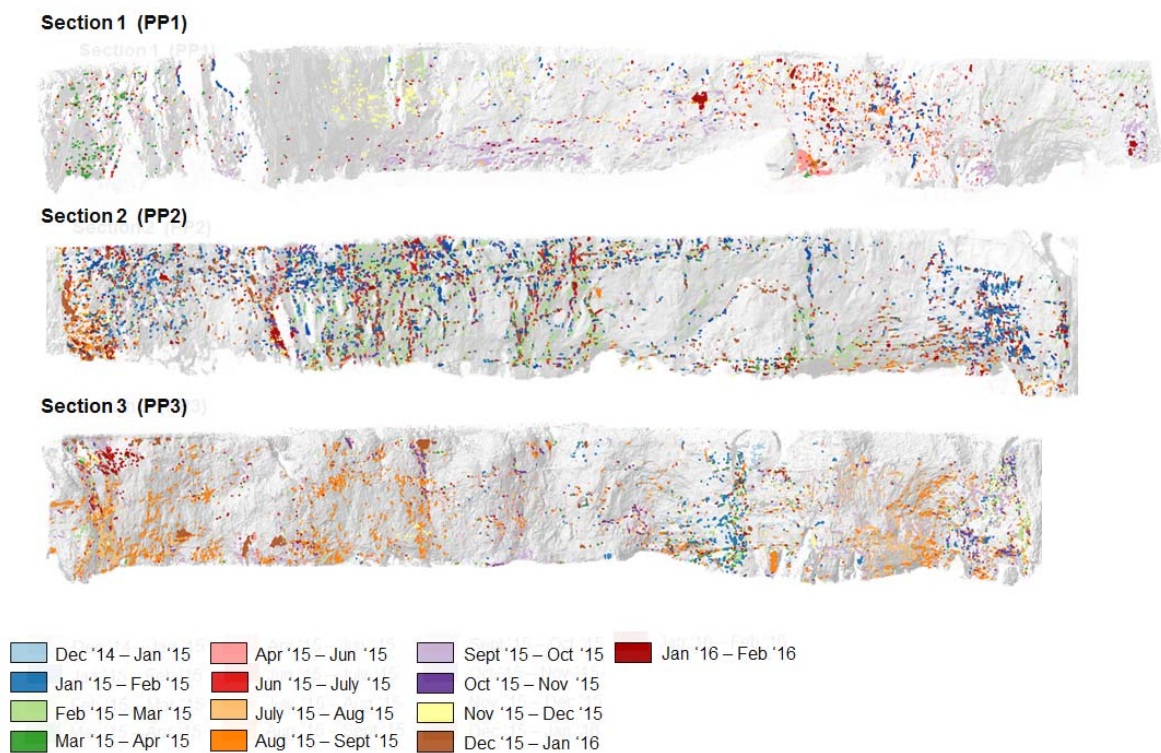 Section 1 (PP1)
Section 2 (PP2)
Section 3 (PP3)
Dec ‘14 – Jan ‘15
Jan ‘15 – Feb ‘15
Feb ‘15 – Mar ‘15
Mar ‘15 – Apr ‘15
Apr ‘15 – Jun ‘15
Jun ‘15 – July ‘15
July ‘15 – Aug ‘15
Aug ‘15 – Sept ‘15
Sept ‘15 – Oct ‘15
Oct ‘15 – Nov ‘15
Nov ‘15 – Dec ‘15
Dec ‘15 – Jan ‘16
Jan ‘16 – Feb ‘16